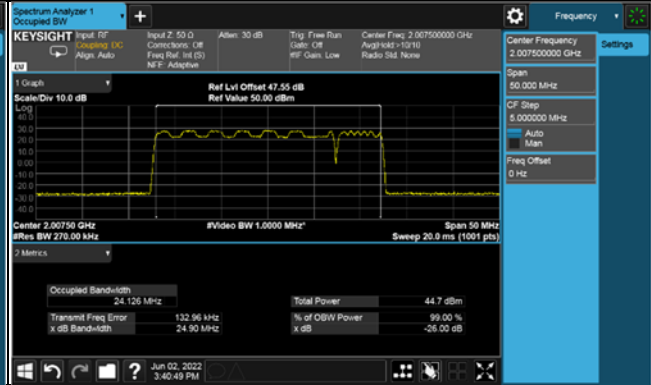 Spectrum Analyzer 1
Occupied BW
Frequency
KEYSIGHT
Input: RF
Coupling: DC
Align: Auto
Input Z: 50 Ω
Corrections: Off
Freq Ref: Int (S)
NFE: Adaptive
Atten: 30 dB
Trig: Free Run
Gate: Off
#IF Gain: Low
Center Freq: 2.007500000 GHz
Avg|Hold:>10/10
Radio Std: None
LXI
Center Frequency
2.007500000 GHz
Settings
Span
50.000 MHz
CF Step
5.000000 MHz
Auto
Man
Freq Offset
0 Hz
1 Graph
Scale/Div 10.0 dB
Ref Lvl Offset 47.55 dB
Ref Value 50.00 dBm
Log
40.0
30.0
20.0
10.0
0.00
-10.0
-20.0
-30.0
-40.0
Center 2.00750 GHz
#Video BW 1.0000 MHz*
Span 50 MHz
#Res BW 270.00 kHz
Sweep 20.0 ms (1001 pts)
2 Metrics
Occupied Bandwidth
24.126 MHz
Total Power 44.7 dBm
Transmit Freq Error 132.96 kHz
% of OBW Power 99.00 %
x dB Bandwidth 24.90 MHz
x dB -26.00 dB
?
Jun 02, 2022
3:40:49 PM